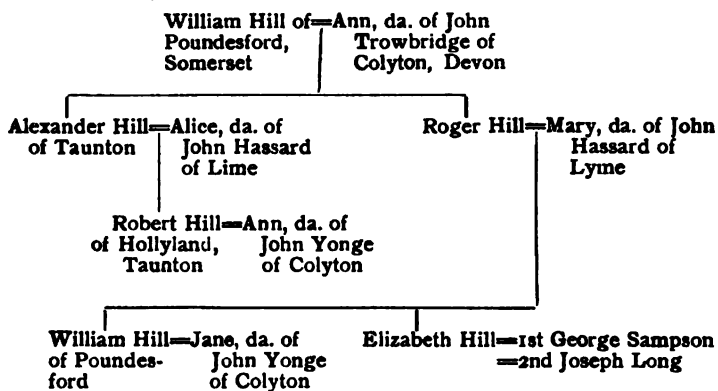 William Hill of=Ann, da. of John
Poundesford, Trowbridge of
Somerset Colyton, Devon
Alexander Hill=Alice, da. of
of Taunton John Hassard
of Lime
Roger Hill=Mary, da. of John
Hassard of
Lyme
Robert Hill=Ann, da. of
of Hollyland, John Yonge
Taunton of Colyton
William Hill=Jane, da. of
of Poundes- John Yonge
ford of Colyton
Elizabeth Hill=1st George Sampson
=2nd Joseph Long